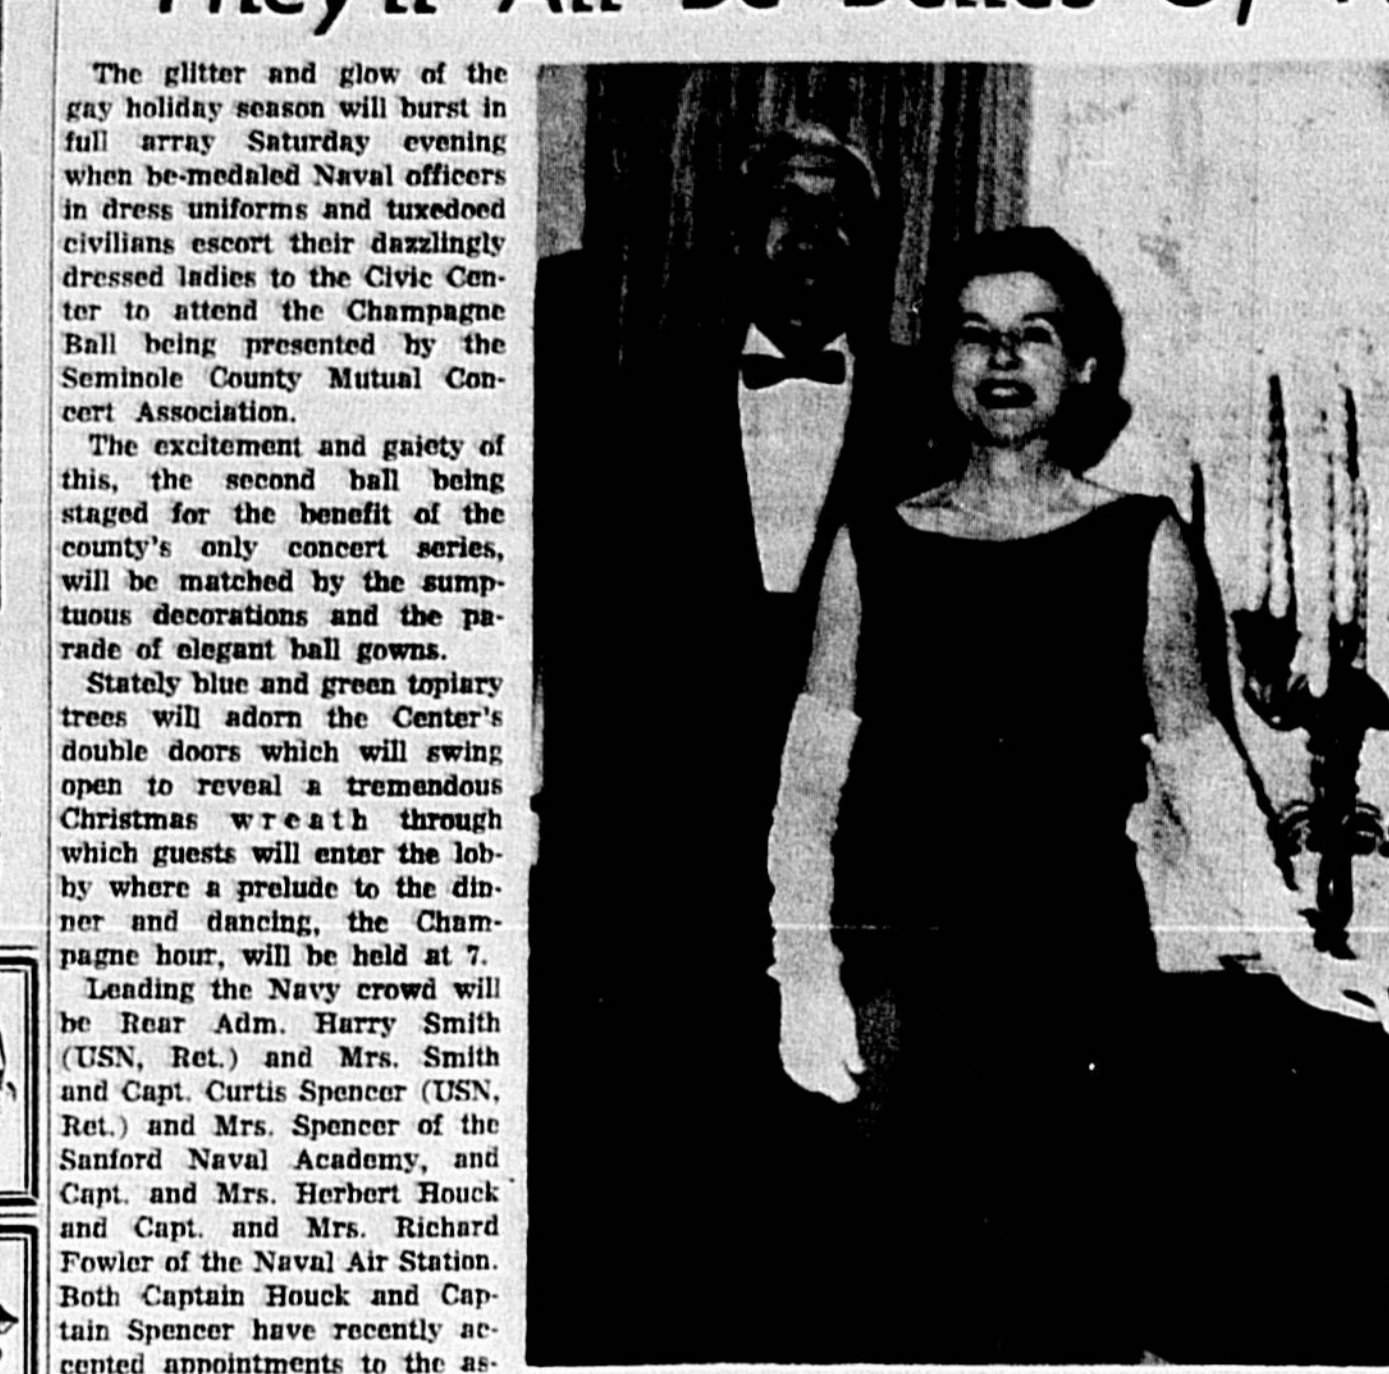 They'll All Be Belles Of
The glitter and glow of the
gay holiday season will burst in
full array Saturday evening
when be-medaled Naval officers
in dress uniforms and tuxedoed
civilians escort their dazzlingly
dressed ladies to the Civic Cen-
ter to attend the Champagne
Ball being presented by the
Seminole County Mutual Con-
cert Association.
The excitement and gaiety of
this, the second ball being
staged for the benefit of the
county's only concert series,
will be matched by the sump-
tuous decorations and the pa-
rade of elegant ball gowns.
Stately blue and green topiary
trees will adorn the Center's
double doors which will swing
open to reveal a tremendous
Christmas wreath through
which guests will enter the lob-
by where a prelude to the din-
ner and dancing, the Cham-
pagne hour, will be held at 7.
Leading the Navy crowd will
be Rear Adm. Harry Smith
(USN, Ret.) and Mrs. Smith
and Capt. Curtis Spencer (USN,
Ret.) and Mrs. Spencer of the
Sanford Naval Academy, and
Capt. and Mrs. Herbert Houck
and Capt. and Mrs. Richard
Fowler of the Naval Air Station.
Both Captain Houck and Cap-
tain Spencer have recently ac-
cepted appointments to the as-